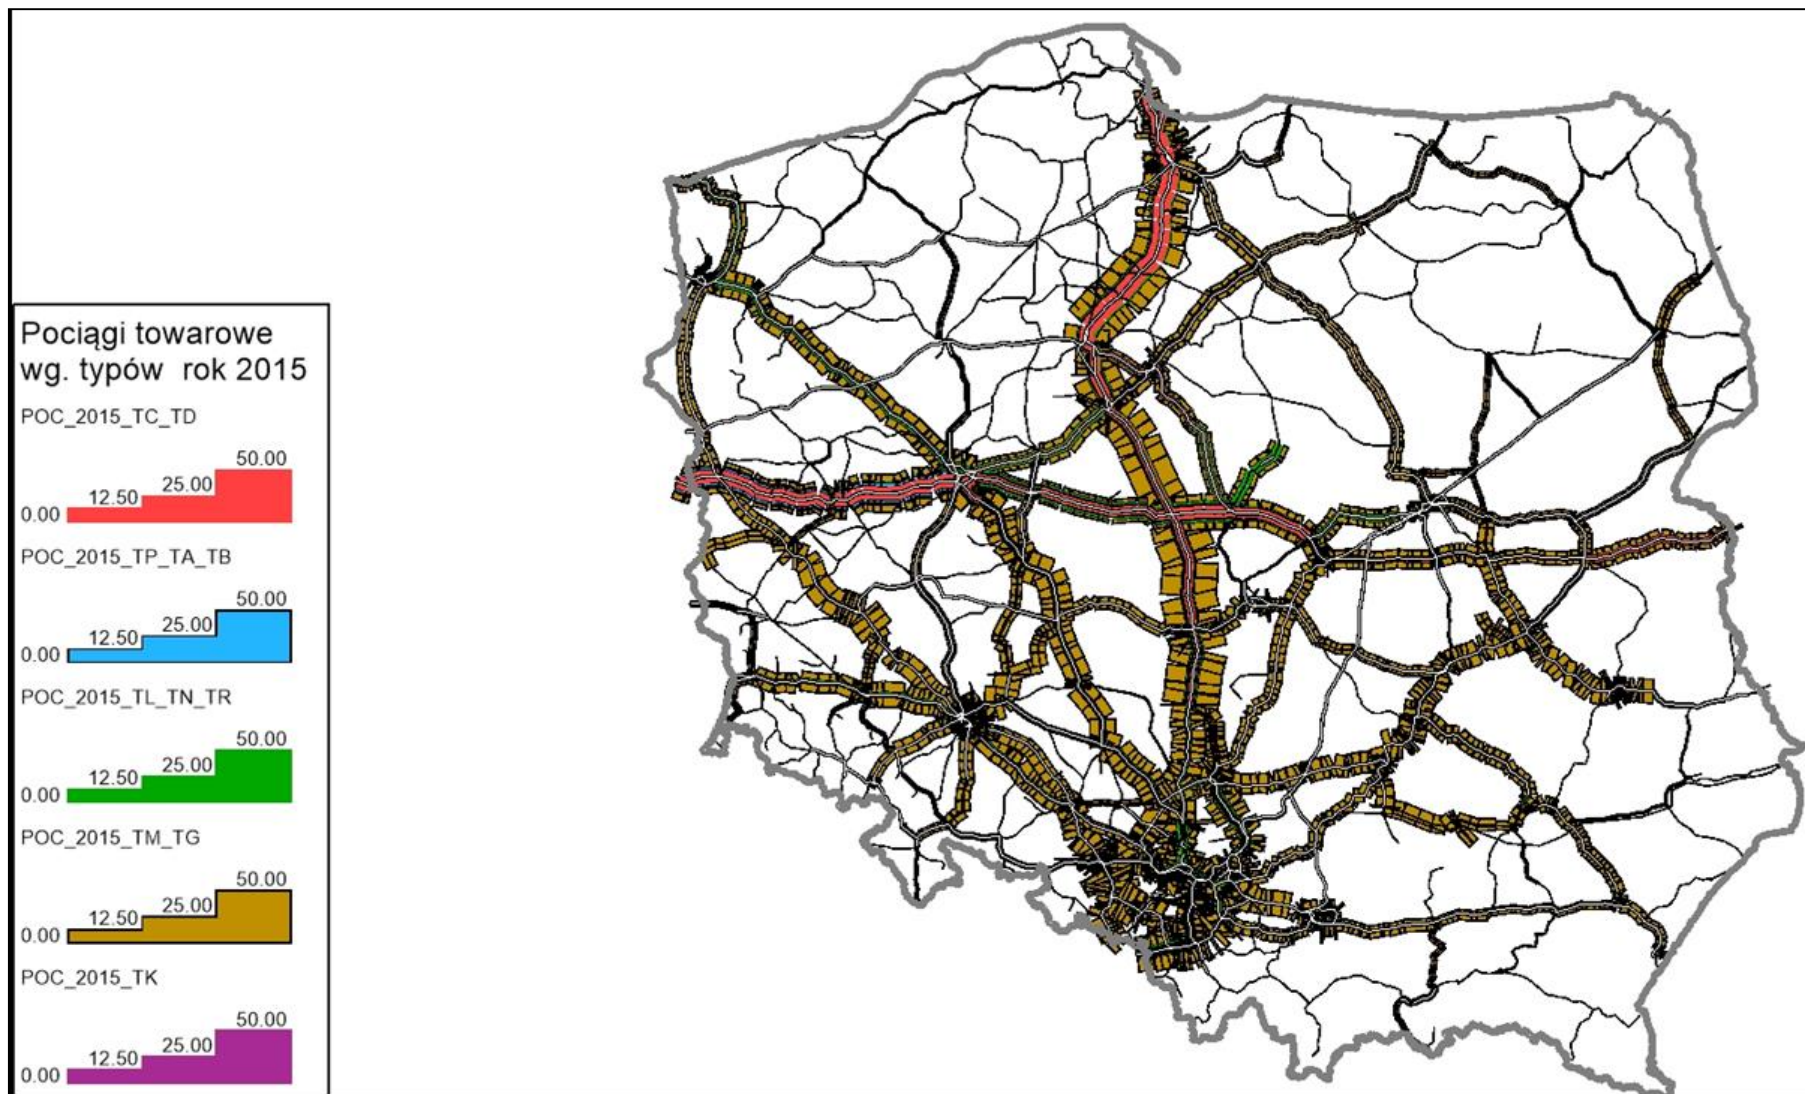 Pociągi towarowe
wg. typów rok 2015
POC_2015_TC_TD
50.00
25.00
12.50
0.00
POC_2015_TP_TA_TB
50.00
25.00
12.50
0.00
POC_2015_TL_TN_TR
50.00
25.00
12.50
0.00
POC_2015_TM_TG
50.00
25.00
12.50
0.00
POC_2015_TK
50.00
25.00
12.50
0.00